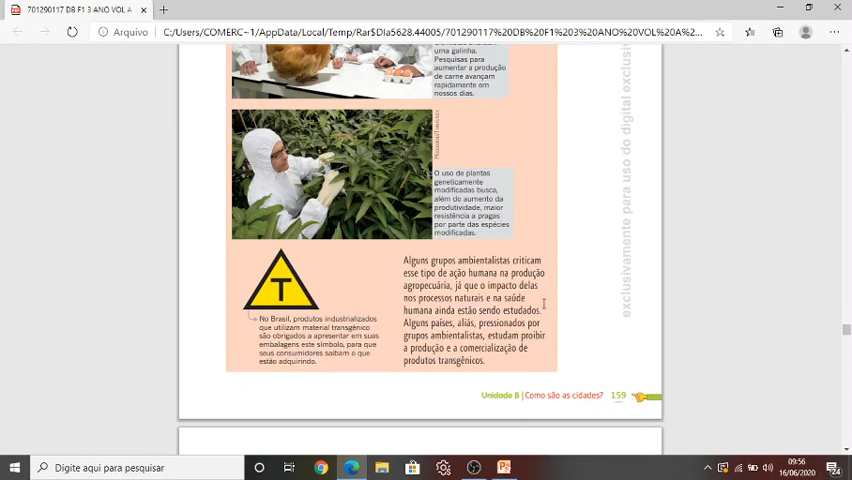 701290117 DB F1 3 ANO VOL A
Arquivo
C:/Users/COMERC~1/AppData/Local/Temp/Rar$DIa5628.44005/701290117%20DB%20F1%203%20ANO%20VOL%20A%2...
uma galinha.
Pesquisas para
aumentar a produção
de carne avançam
rapidamente em
nossos dias.
O uso de plantas
geneticamente
modificadas busca,
além do aumento da
produtividade, maior
resistência a pragas
por parte das espécies
modificadas.
exclusivamente para uso do digital
T
No Brasil, produtos industrializados
que utilizam material transgênico
são obrigados a apresentar em suas
embalagens este símbolo, para que
seus consumidores saibam o que
estão adquirindo.
Alguns grupos ambientalistas criticam
esse tipo de ação humana na produção
agropecuária, já que o impacto delas
nos processos naturais e na saúde
humana ainda estão sendo estudados.
Alguns países, aliás, pressionados por
grupos ambientalistas, estudam proibir
a produção e a comercialização de
produtos transgênicos.
Unidade 8 | Como são as cidades? 159
Digite aqui para pesquisar
09:56
16/06/2020
24